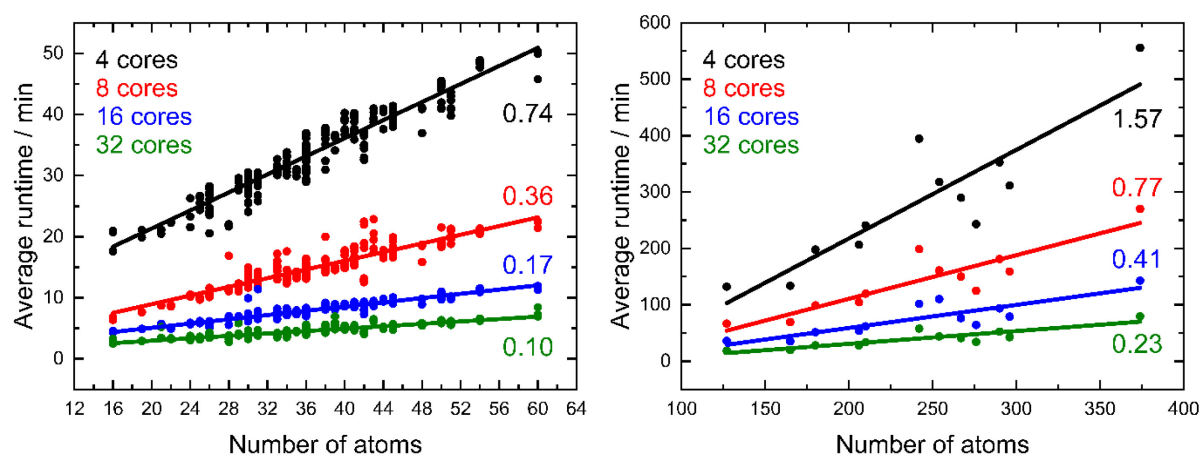 4 cores
8 cores
16 cores
32 cores
0.74
0.36
0.17
0.10
50
40
30
20
10
0
12 16 20 24 28 32 36 40 44 48 52 56 60 64
Average runtime / min
Number of atoms
4 cores
8 cores
16 cores
32 cores
1.57
0.77
0.41
0.23
600
500
400
300
200
100
0
100 150 200 250 300 350 400
Average runtime / min
Number of atoms